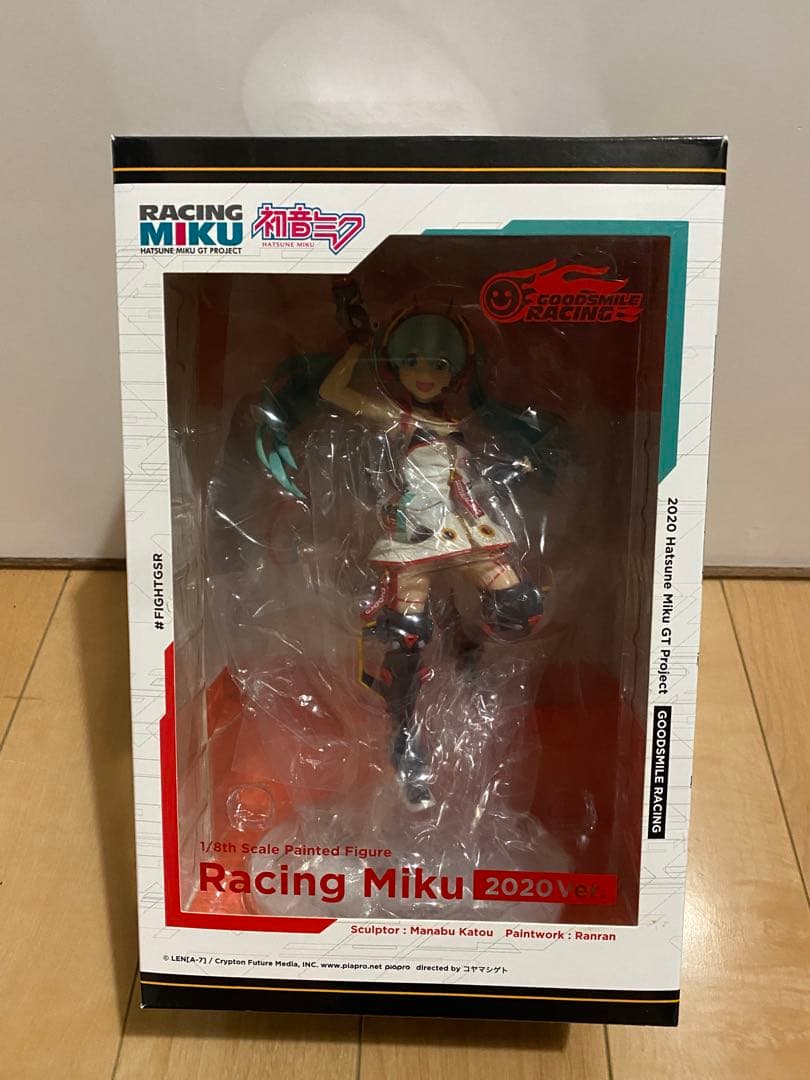 RACING
MIKU
HATSUNE MIKU GT PROJECT
初音ミク
HATSUNE MIKU
GOODSMILE
RACING
#FIGHTGSR
2020 Hatsune Miku GT Project
GOODSMILE RACING
1/8th Scale Painted Figure
Racing Miku 2020 Ver.
Sculptor : Manabu Katou Paintwork : Ranran
© LEN[A-7] / Crypton Future Media, INC. www.piapro.net piapro directed by コヤマシゲト